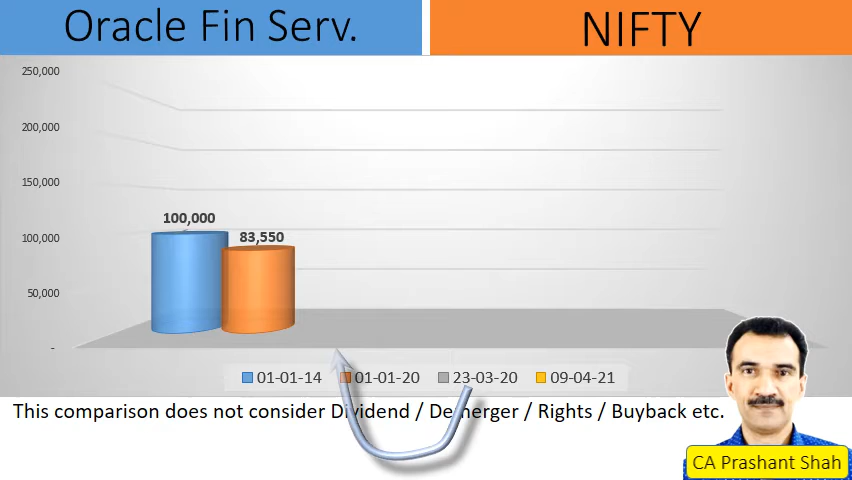 Oracle Fin Serv.
NIFTY
250,000
200,000
150,000
100,000
50,000
-
100,000
83,550
01-01-14 01-01-20 23-03-20 09-04-21
This comparison does not consider Dividend / Demerger / Rights / Buyback etc.
CA Prashant Shah